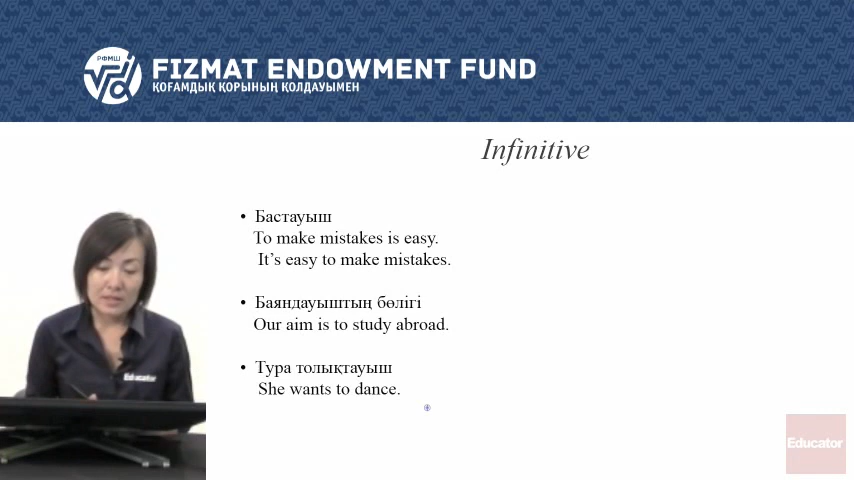 РФМШ
FIZMAT ENDOWMENT FUND
ҚОҒАМДЫҚ ҚОРЫНЫҢ ҚОЛДАУЫМЕН
Infinitive
• Бастауыш
To make mistakes is easy.
It’s easy to make mistakes.
• Баяндауыштың бөлігі
Our aim is to study abroad.
• Тура толықтауыш
She wants to dance.
Educator
Educator